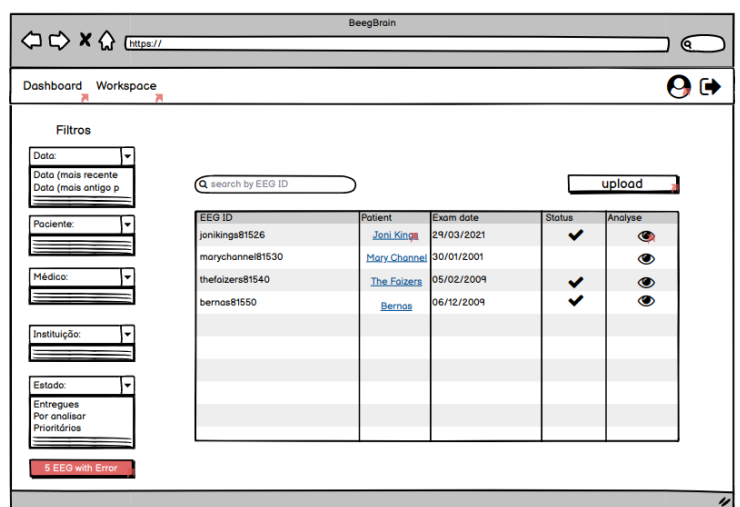 BeegBrain
https://
Dashboard Workspace
Filtros
Data:
Data (mais recente
Data (mais antigo p
Paciente:
Médico:
Instituição:
Estado:
Entregues
Por analisar
Prioritários
5 EEG with Error
search by EEG ID
upload
EEG ID Patient Exam date Status Analyse
jonikings81526 Joni Kings 29/03/2021
marychannel81530 Mary Channel 30/01/2001
thefaizers81540 The Faizers 05/02/2009
bernas81550 Bernas 06/12/2009